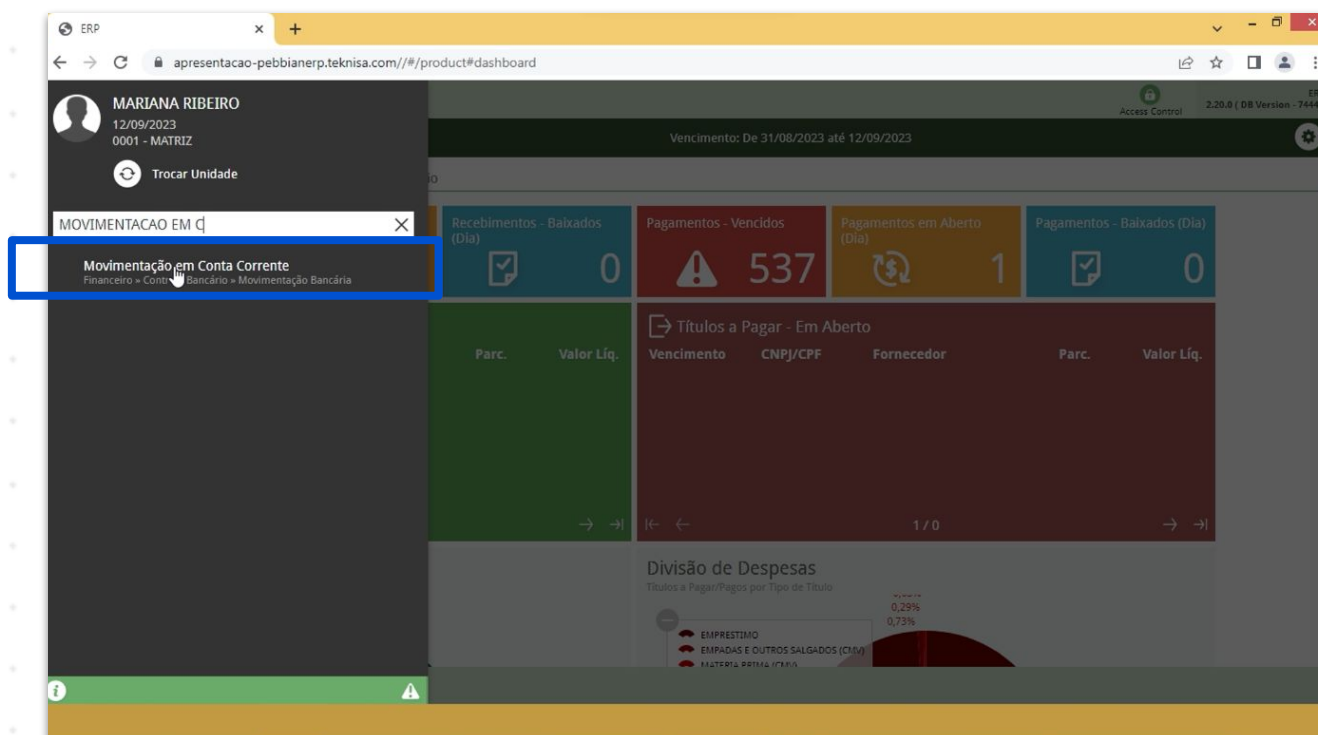 ERP
apresentacao-pebbianerp.teknisa.com//#/product#dashboard
MARIANA RIBEIRO
12/09/2023
0001 - MATRIZ
Trocar Unidade
Access Control
2.20.0 ( DB Version - 7444
Vencimento: De 31/08/2023 até 12/09/2023
MOVIMENTACAO EM C
Movimentação em Conta Corrente
Financeiro » Contr Bancário » Movimentação Bancária
Recebimentos - Baixados (Dia)
0
Pagamentos - Vencidos
537
Pagamentos em Aberto (Dia)
1
Pagamentos - Baixados (Dia)
0
Parc. Valor Líq.
Títulos a Pagar - Em Aberto
Vencimento CNPJ/CPF Fornecedor Parc. Valor Líq.
1 / 0
Divisão de Despesas
Títulos a Pagar/Pagos por Tipo de Título
0,29%
0,73%
EMPRESTIMO
EMPADAS E OUTROS SALGADOS (CMV)
MATERIA PRIMA (CMV)